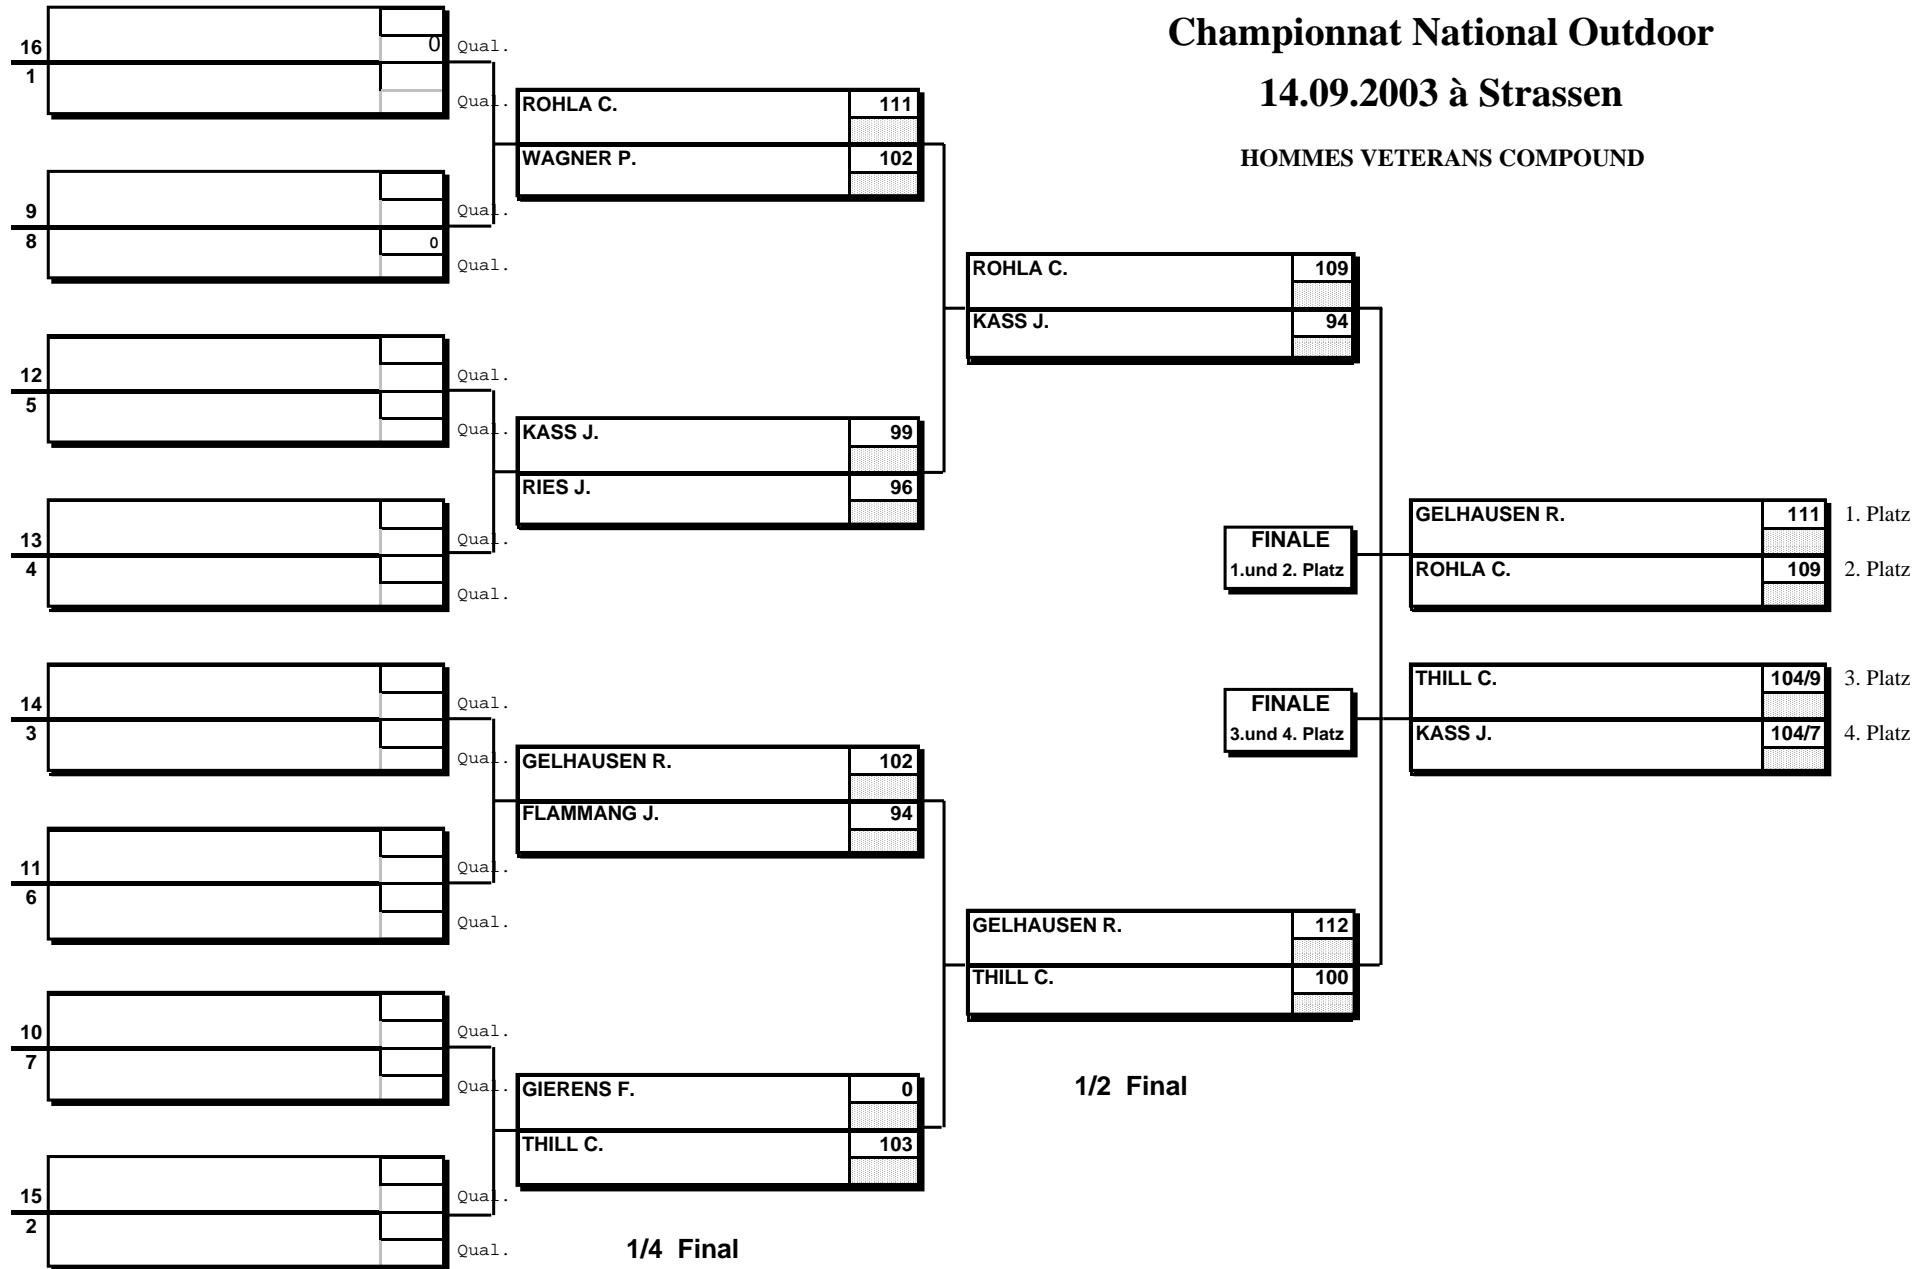 Championnat National Outdoor
14.09.2003 à Strassen
HOMMES VETERANS COMPOUND
16
0
Qual.
1
Qual.
9
Qual.
8
0
Qual.
12
Qual.
5
Qual.
13
Qual.
4
Qual.
14
Qual.
3
Qual.
11
Qual.
6
Qual.
10
Qual.
7
Qual.
15
Qual.
2
Qual.
ROHLA C. 111
WAGNER P. 102
KASS J. 99
RIES J. 96
GELHAUSEN R. 102
FLAMMANG J. 94
GIERENS F. 0
THILL C. 103
1/4 Final
ROHLA C. 109
KASS J. 94
GELHAUSEN R. 112
THILL C. 100
1/2 Final
FINALE
1.und 2. Platz
GELHAUSEN R. 111 1. Platz
ROHLA C. 109 2. Platz
FINALE
3.und 4. Platz
THILL C. 104/9 3. Platz
KASS J. 104/7 4. Platz